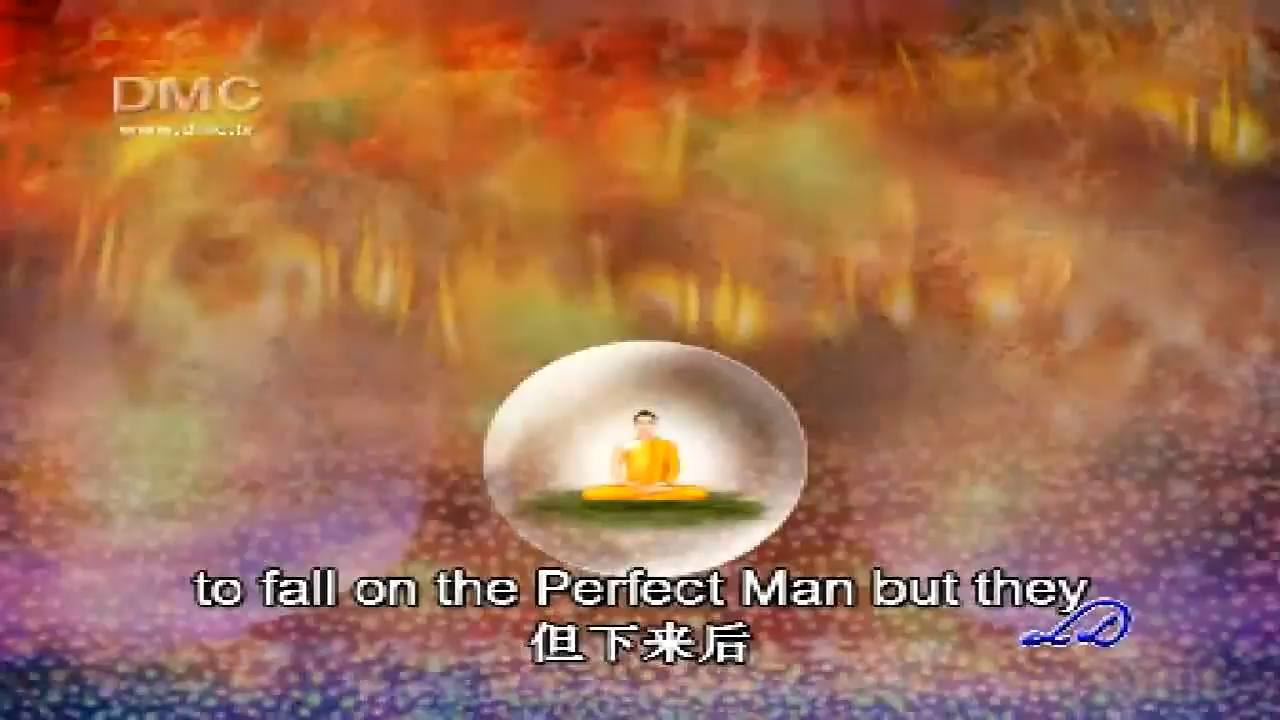 DMC
to fall on the Perfect Man but they
但下来后